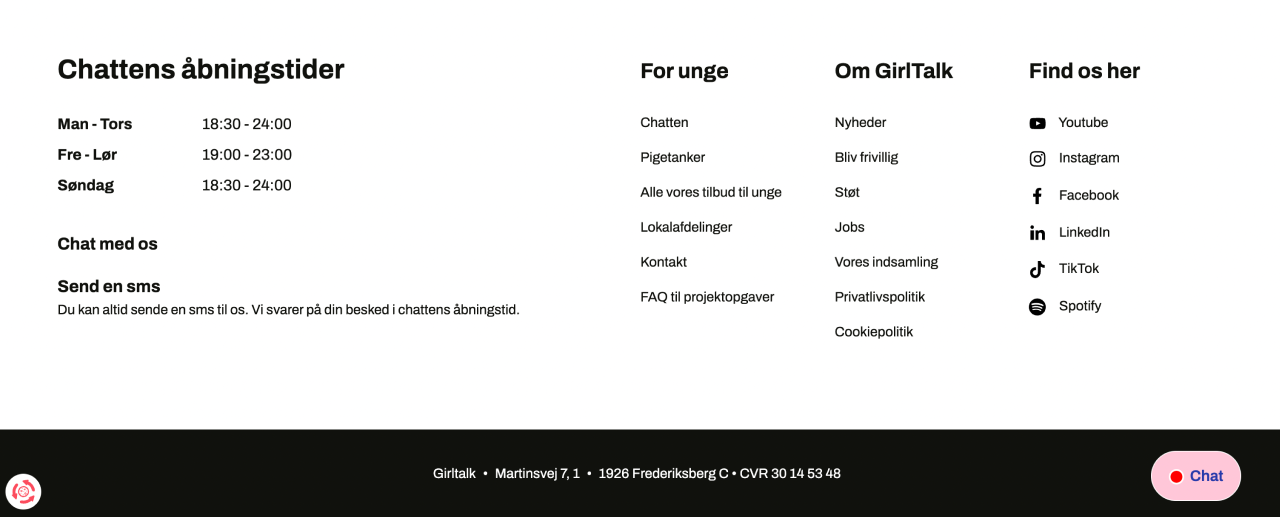 Chattens åbningstider
Man - Tors 18:30 - 24:00
Fre - Lør 19:00 - 23:00
Søndag 18:30 - 24:00
Chat med os
Send en sms
Du kan altid sende en sms til os. Vi svarer på din besked i chattens åbningstid.
For unge
Chatten
Pigetanker
Alle vores tilbud til unge
Lokalafdelinger
Kontakt
FAQ til projektopgaver
Om GirlTalk
Nyheder
Bliv frivillig
Støt
Jobs
Vores indsamling
Privatlivspolitik
Cookiepolitik
Find os her
Youtube
Instagram
Facebook
LinkedIn
TikTok
Spotify
Girltalk • Martinsvej 7, 1 • 1926 Frederiksberg C • CVR 30 14 53 48
Chat